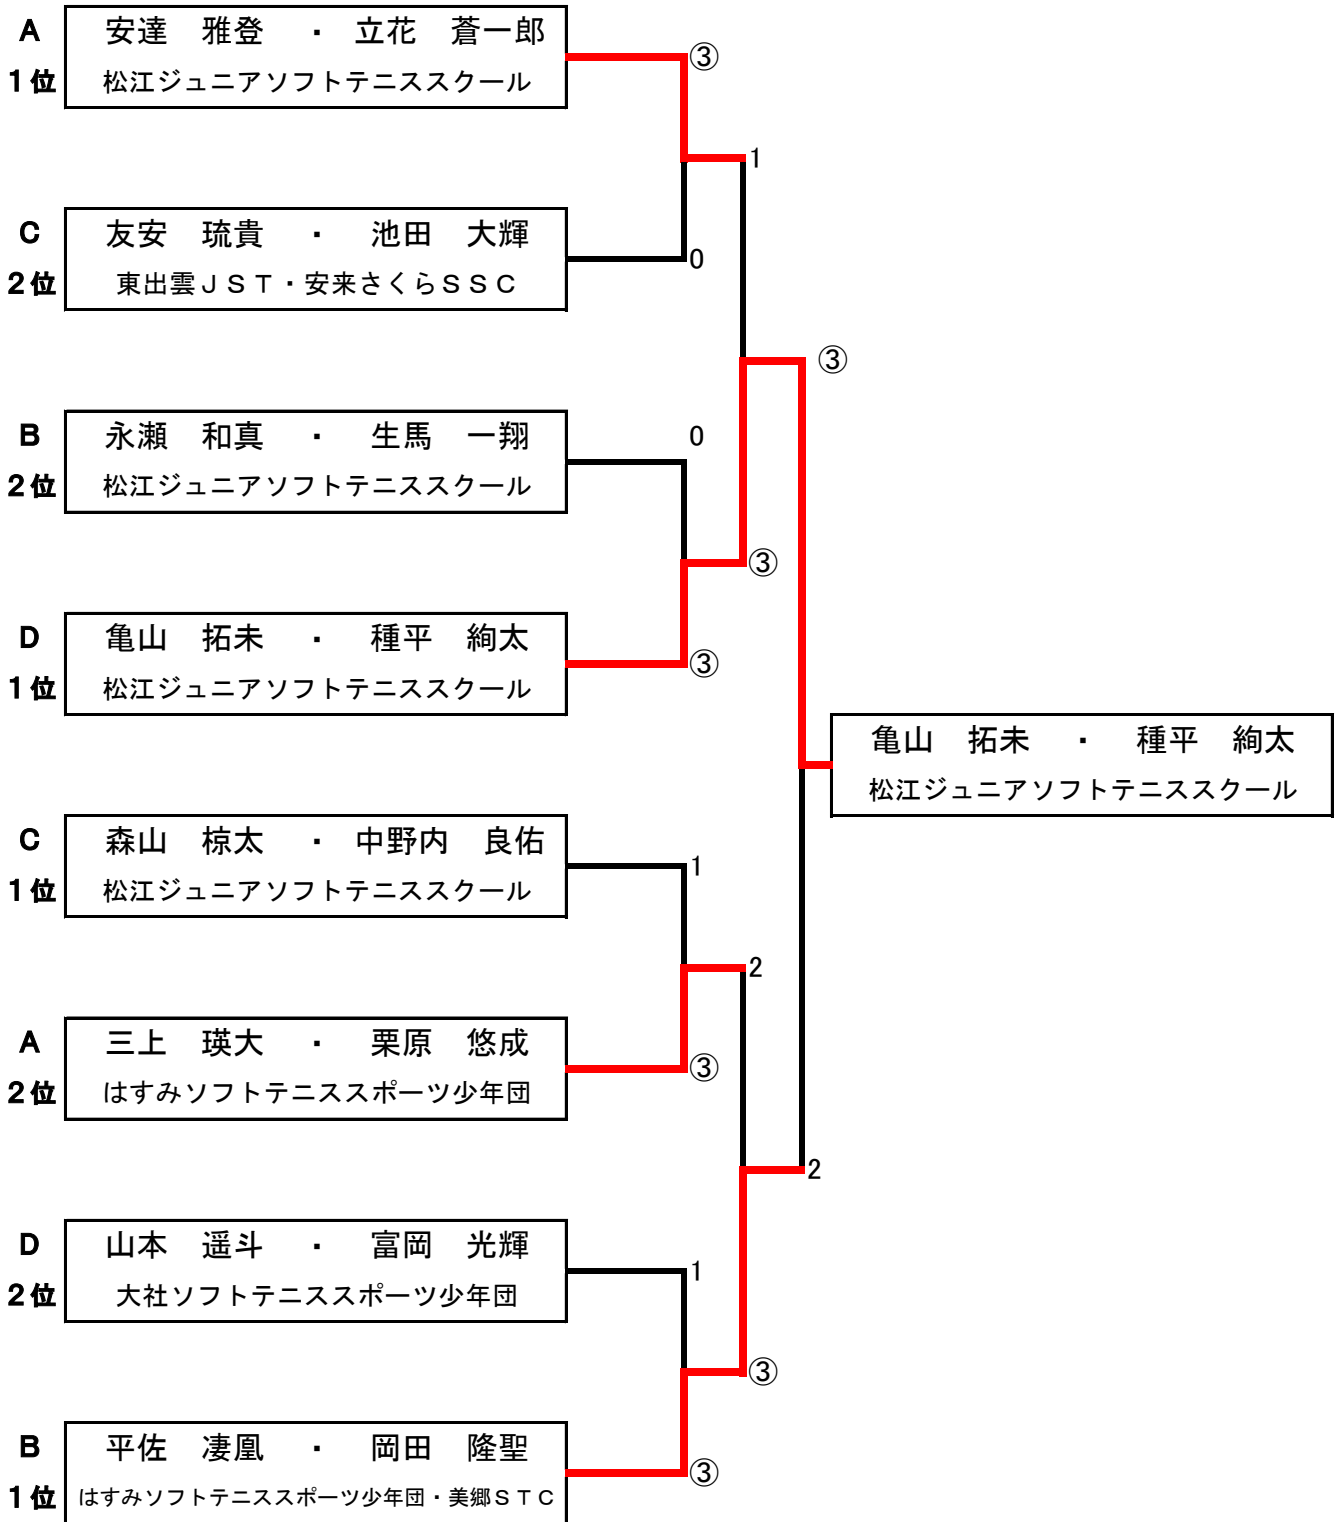 A
安達　雅登　・　立花　蒼一郎
1位
松江ジュニアソフトテニススクール
③
1
C
友安　琉貴　・　池田　大輝
2位
東出雲ＪＳＴ・安来さくらＳＳＣ
0
③
B
永瀬　和真　・　生馬　一翔
2位
松江ジュニアソフトテニススクール
0
③
D
亀山　拓未　・　種平　絢太
1位
松江ジュニアソフトテニススクール
③
亀山　拓未　・　種平　絢太
松江ジュニアソフトテニススクール
C
森山　椋太　・　中野内　良佑
1位
松江ジュニアソフトテニススクール
1
2
A
三上　瑛大　・　栗原　悠成
2位
はすみソフトテニススポーツ少年団
③
2
D
山本　遥斗　・　富岡　光輝
2位
大社ソフトテニススポーツ少年団
1
③
B
平佐　凄凰　・　岡田　隆聖
1位
はすみソフトテニススポーツ少年団・美郷ＳＴＣ
③